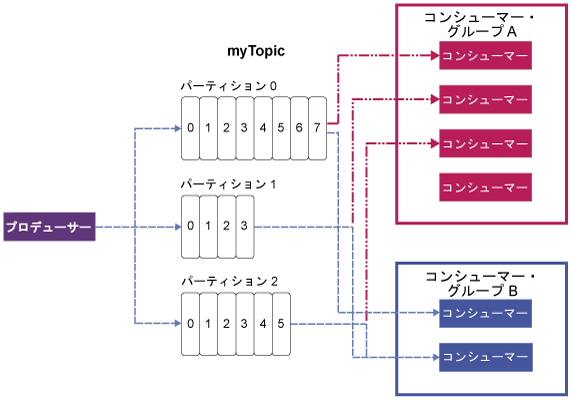 myTopic
プロデューサー
パーティション 0
0 1 2 3 4 5 6 7
パーティション 1
0 1 2 3
パーティション 2
0 1 2 3 4 5
コンシューマー・
グループ A
コンシューマー
コンシューマー
コンシューマー
コンシューマー
コンシューマー・
グループ B
コンシューマー
コンシューマー